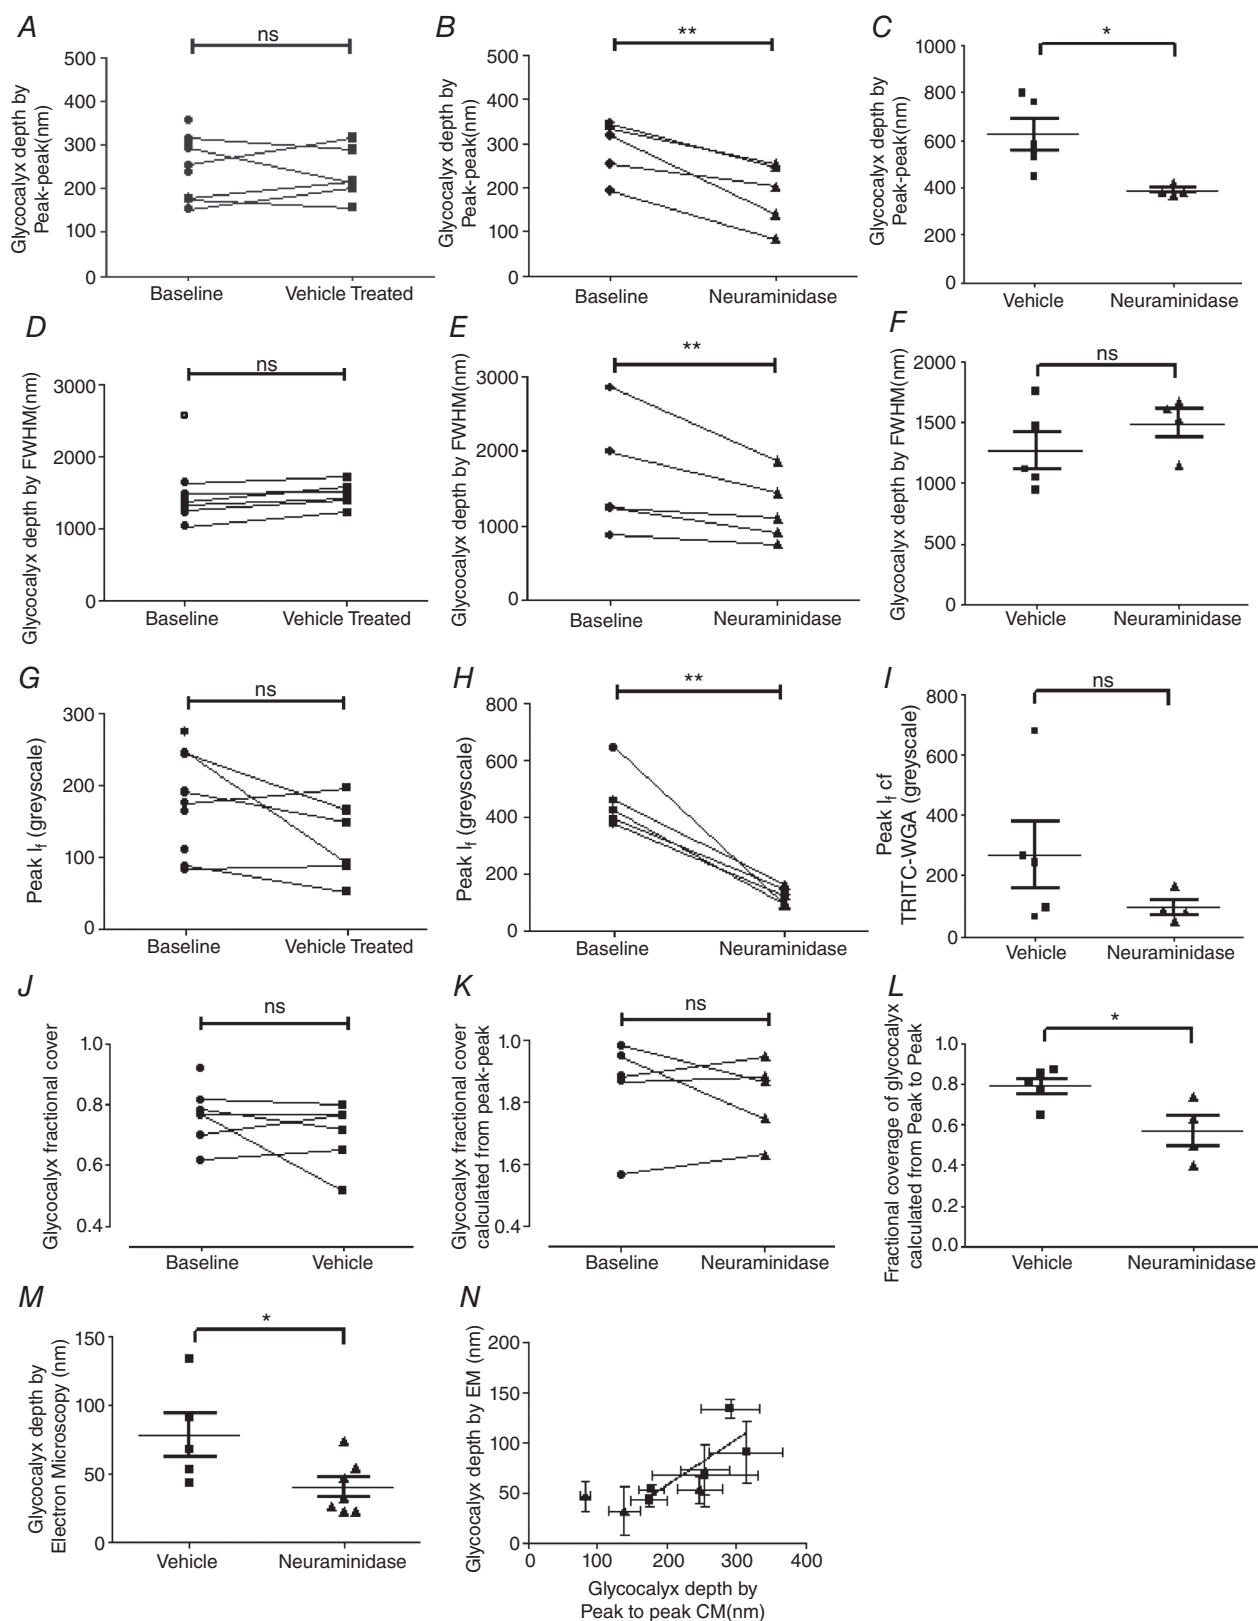 A
ns
Glycocalyx depth by
Peak-peak(nm)
500
400
300
200
100
0
Baseline
Vehicle Treated
B
**
Glycocalyx depth by
Peak-peak(nm)
500
400
300
200
100
0
Baseline
Neuraminidase
C
*
Glycocalyx depth by
Peak-peak(nm)
1000
800
600
400
200
0
Vehicle
Neuraminidase
D
ns
Glycocalyx depth by FWHM(nm)
3000
2000
1000
0
Baseline
Vehicle Treated
E
**
Glycocalyx depth by FWHM(nm)
3000
2000
1000
0
Baseline
Neuraminidase
F
ns
Glycocalyx depth by FWHM(nm)
2000
1500
1000
500
0
Vehicle
Neuraminidase
G
ns
Peak If (greyscale)
300
200
100
0
Baseline
Vehicle Treated
H
**
Peak If (greyscale)
800
600
400
200
0
Baseline
Neuraminidase
I
ns
Peak If cf
TRITC-WGA (greyscale)
800
600
400
200
0
Vehicle
Neuraminidase
J
ns
Glycocalyx fractional cover
1.0
0.8
0.6
0.4
Baseline
Vehicle
K
ns
Glycocalyx fractional cover
calculated from peak-peak
1.0
1.8
1.6
0.4
Baseline
Neuraminidase
L
*
Fractional coverage of glycocalyx
calculated from Peak to Peak
1.0
0.8
0.6
0.4
0.2
0.0
Vehicle
Neuraminidase
M
*
Glycocalyx depth by
Electron Microscopy (nm)
150
100
50
0
Vehicle
Neuraminidase
N
Glycocalyx depth by EM (nm)
200
150
100
50
0
0
100
200
300
400
Glycocalyx depth by
Peak to peak CM(nm)